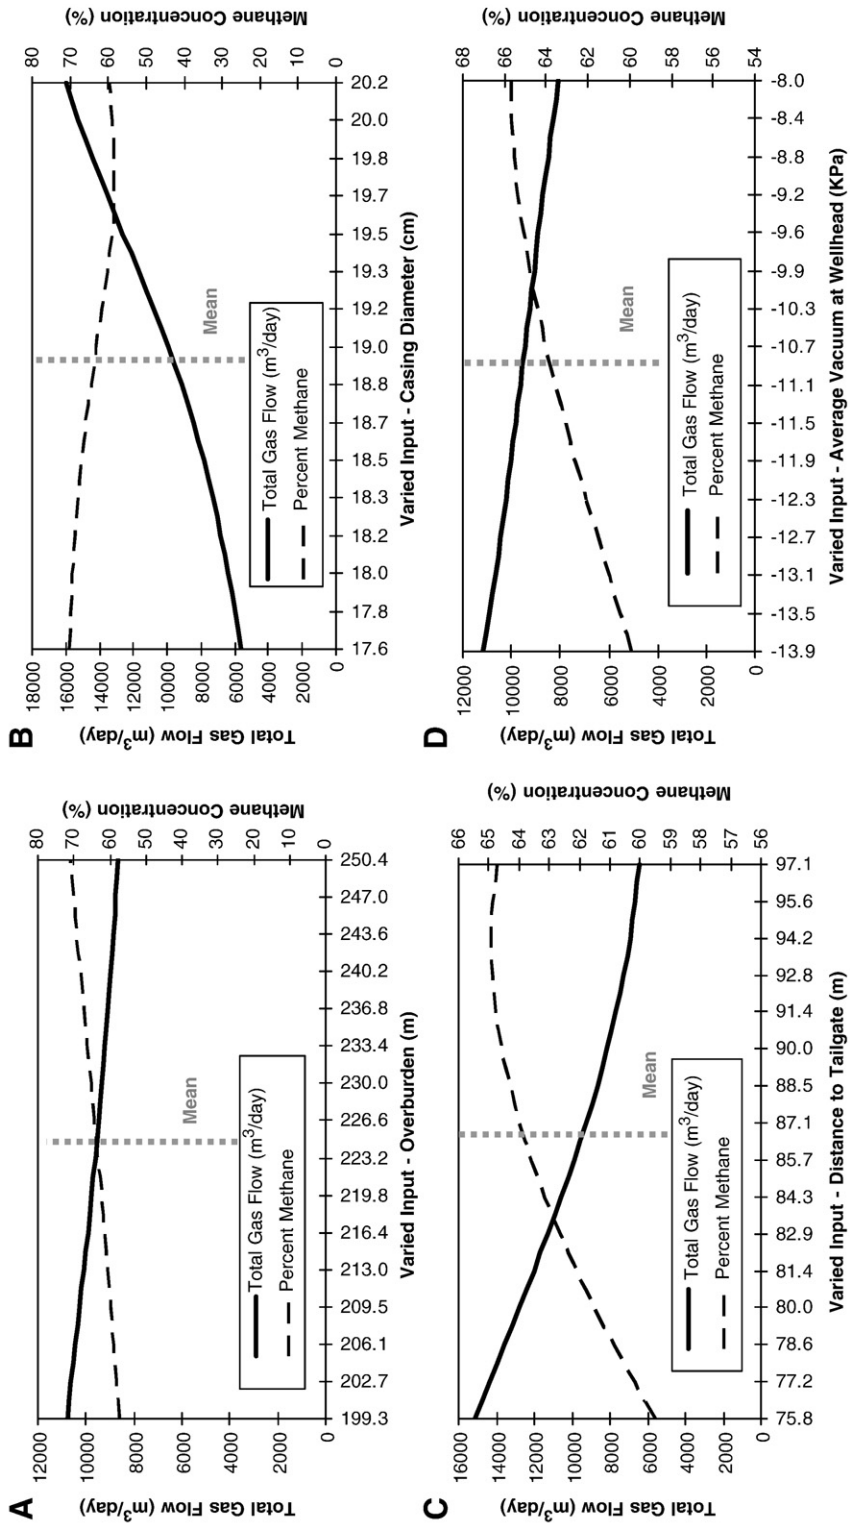 A
Total Gas Flow (m³/day)
12000
10000
8000
6000
4000
2000
0
Methane Concentration (%)
80
70
60
50
40
30
20
10
0
Mean
Total Gas Flow (m³/day)
Percent Methane
199.3 202.7 206.1 209.5 213.0 216.4 219.8 223.2 226.6 230.0 233.4 236.8 240.2 243.6 247.0 250.4
Varied Input - Overburden (m)
B
Total Gas Flow (m³/day)
18000
16000
14000
12000
10000
8000
6000
4000
2000
0
Methane Concentration (%)
80
70
60
50
40
30
20
10
0
Mean
Total Gas Flow (m³/day)
Percent Methane
17.6 17.8 18.0 18.2 18.3 18.5 18.7 18.8 19.0 19.2 19.3 19.5 19.7 19.8 20.0 20.2
Varied Input - Casing Diameter (cm)
C
Total Gas Flow (m³/day)
16000
14000
12000
10000
8000
6000
4000
2000
0
Methane Concentration (%)
66
65
64
63
62
61
60
59
58
57
56
Mean
Total Gas Flow (m³/day)
Percent Methane
75.8 77.2 78.6 80.0 81.4 82.9 84.3 85.7 87.1 88.5 90.0 91.4 92.8 94.2 95.6 97.1
Varied Input - Distance to Tailgate (m)
D
Total Gas Flow (m³/day)
12000
10000
8000
6000
4000
2000
0
Methane Concentration (%)
68
66
64
62
60
58
56
54
Mean
Total Gas Flow (m³/day)
Percent Methane
-13.9 -13.5 -13.1 -12.7 -12.3 -11.9 -11.5 -11.1 -10.7 -10.3 -9.9 -9.6 -9.2 -8.8 -8.4 -8.0
Varied Input - Average Vacuum at Wellhead (KPa)